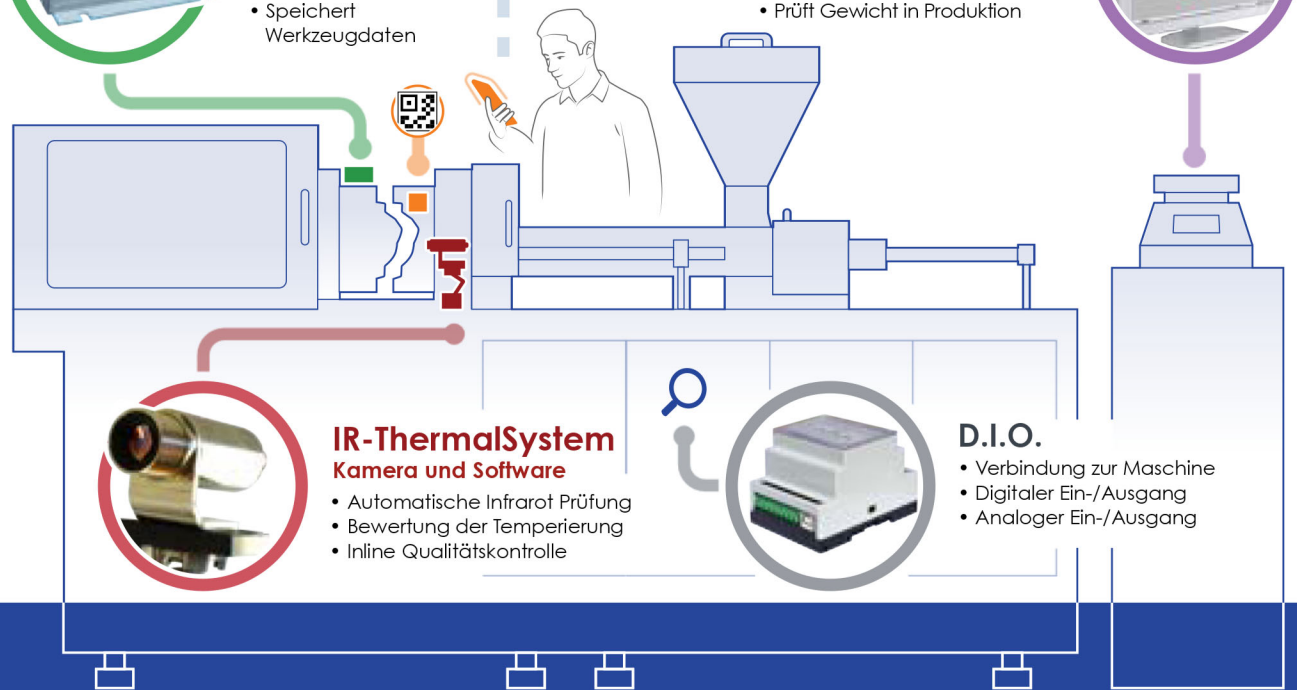 • Speichert
Werkzeugdaten
• Prüft Gewicht in Produktion
IR-ThermalSystem
Kamera und Software
• Automatische Infrarot Prüfung
• Bewertung der Temperierung
• Inline Qualitätskontrolle
D.I.O.
• Verbindung zur Maschine
• Digitaler Ein-/Ausgang
• Analoger Ein-/Ausgang